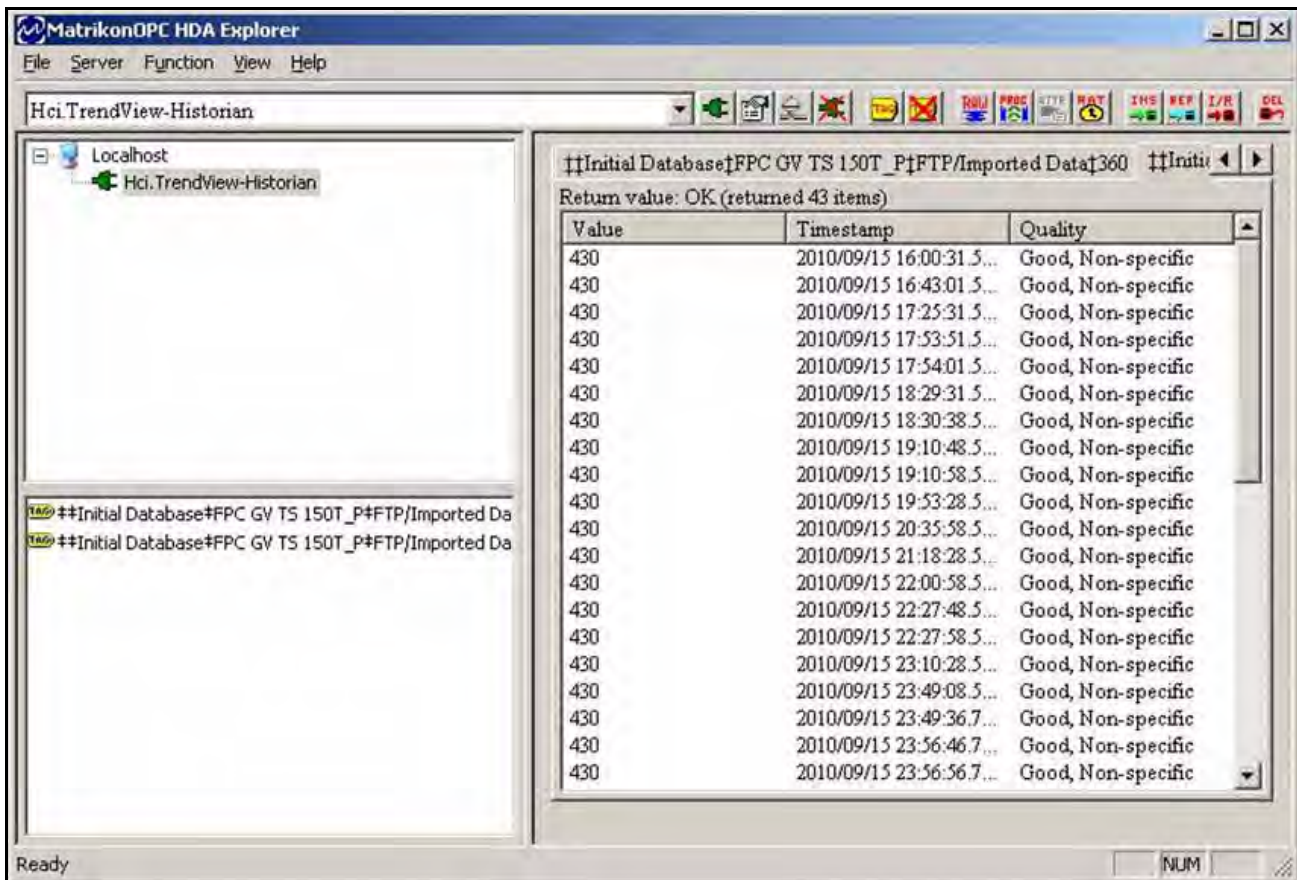 MatrikonOPC HDA Explorer
File Server Function View Help
Hci.TrendView-Historian
TAG RAW PROC ATTR RAT INS REP I/R DEL
Localhost
Hci.TrendView-Historian
‡‡Initial Database‡FPC GV TS 150T_P‡FTP/Imported Data‡360 ‡‡Initi
Return value: OK (returned 43 items)
Value Timestamp Quality
430 2010/09/15 16:00:31.5... Good, Non-specific
430 2010/09/15 16:43:01.5... Good, Non-specific
430 2010/09/15 17:25:31.5... Good, Non-specific
430 2010/09/15 17:53:51.5... Good, Non-specific
430 2010/09/15 17:54:01.5... Good, Non-specific
430 2010/09/15 18:29:31.5... Good, Non-specific
430 2010/09/15 18:30:38.5... Good, Non-specific
430 2010/09/15 19:10:48.5... Good, Non-specific
430 2010/09/15 19:10:58.5... Good, Non-specific
430 2010/09/15 19:53:28.5... Good, Non-specific
430 2010/09/15 20:35:58.5... Good, Non-specific
430 2010/09/15 21:18:28.5... Good, Non-specific
430 2010/09/15 22:00:58.5... Good, Non-specific
430 2010/09/15 22:27:48.5... Good, Non-specific
430 2010/09/15 22:27:58.5... Good, Non-specific
430 2010/09/15 23:10:28.5... Good, Non-specific
430 2010/09/15 23:49:08.5... Good, Non-specific
430 2010/09/15 23:49:36.7... Good, Non-specific
430 2010/09/15 23:56:46.7... Good, Non-specific
430 2010/09/15 23:56:56.7... Good, Non-specific
TAG ‡‡Initial Database‡FPC GV TS 150T_P‡FTP/Imported Da
TAG ‡‡Initial Database‡FPC GV TS 150T_P‡FTP/Imported Da
Ready NUM